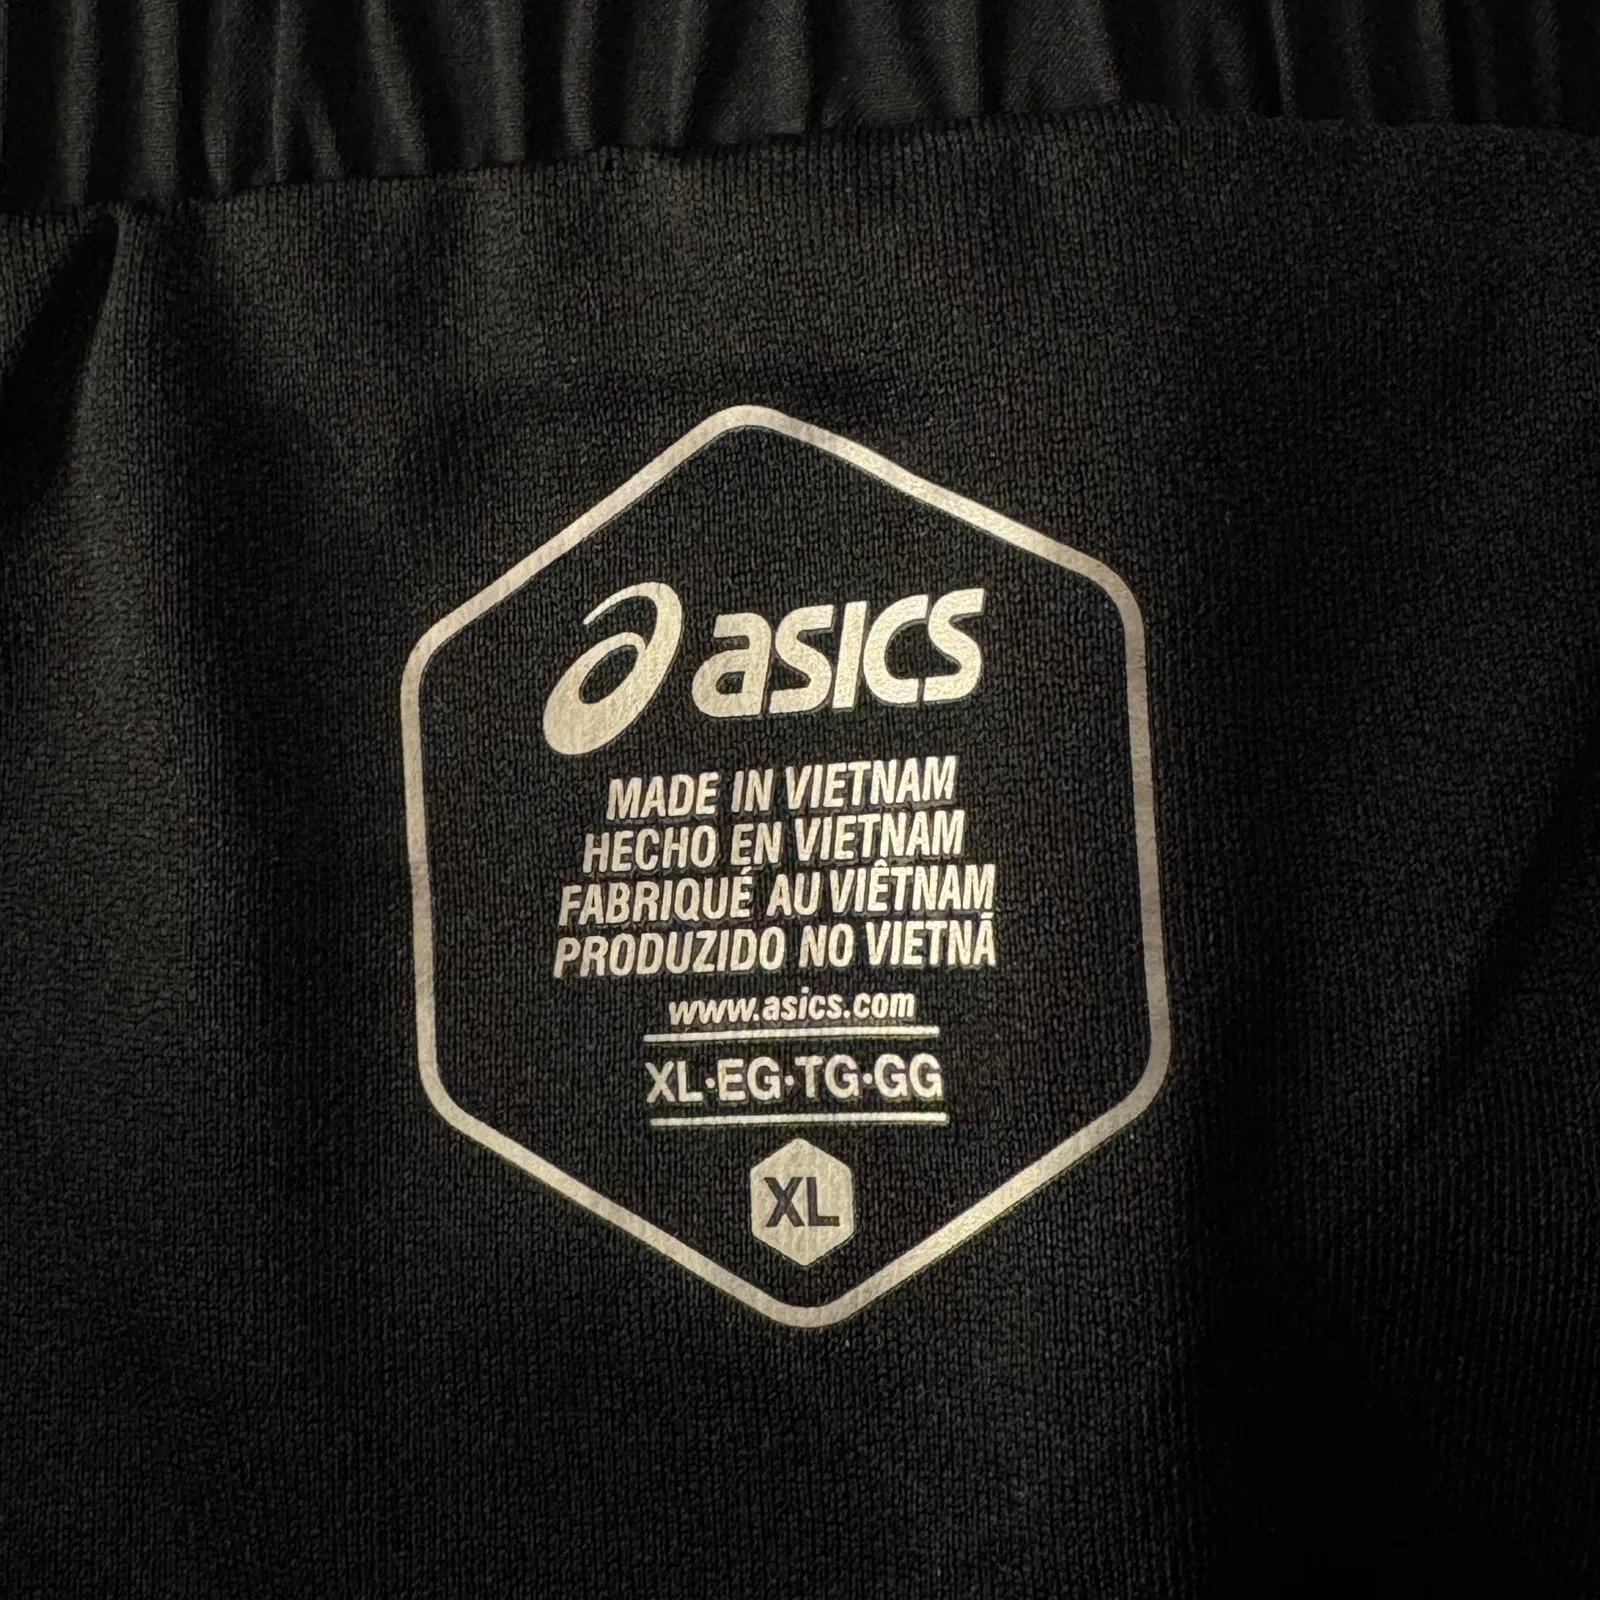 asics
MADE IN VIETNAM
HECHO EN VIETNAM
FABRIQUÉ AU VIÊTNAM
PRODUZIDO NO VIETNÃ
www.asics.com
XL·EG·TG·GG
XL